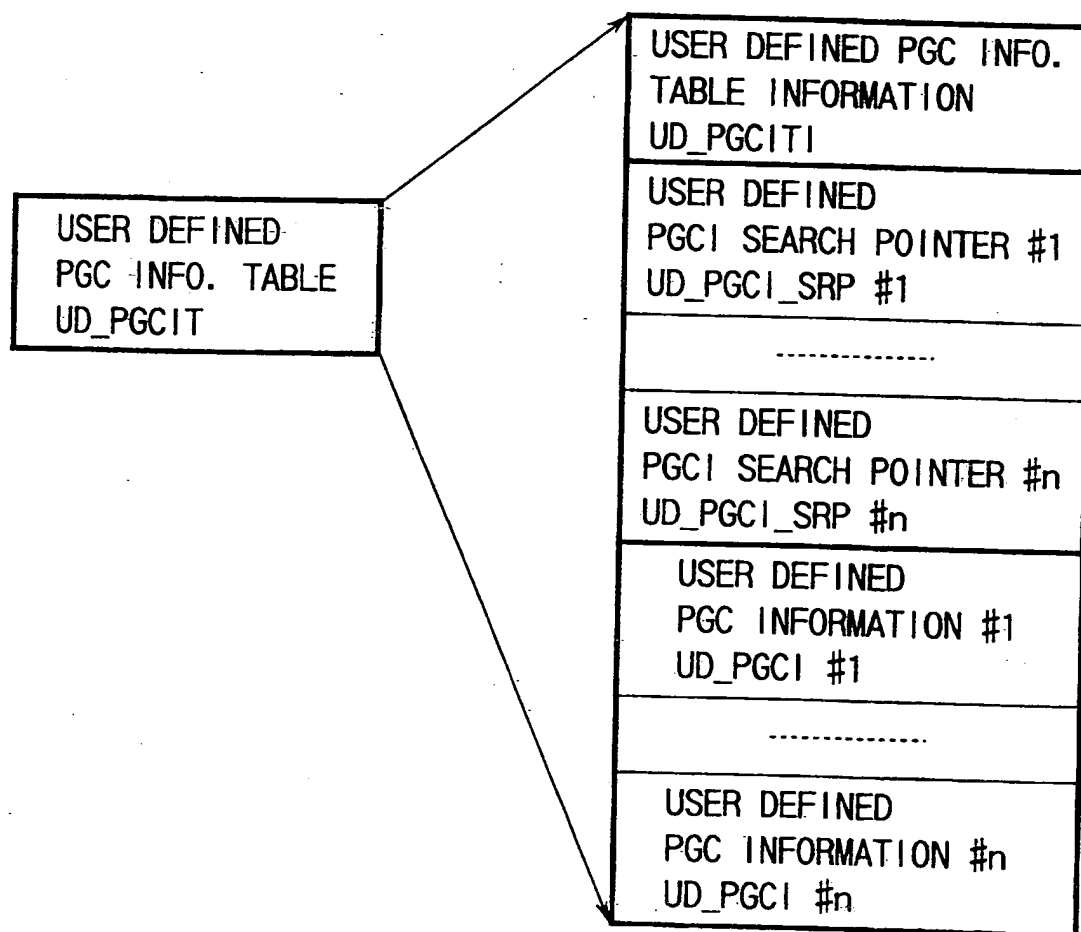 USER DEFINED
PGC INFO. TABLE
UD_PGCIT
USER DEFINED PGC INFO.
TABLE INFORMATION
UD_PGCITI
USER DEFINED
PGCI SEARCH POINTER #1
UD_PGCI_SRP #1
USER DEFINED
PGCI SEARCH POINTER #n
UD_PGCI_SRP #n
USER DEFINED
PGC INFORMATION #1
UD_PGCI #1
USER DEFINED
PGC INFORMATION #n
UD_PGCI #n